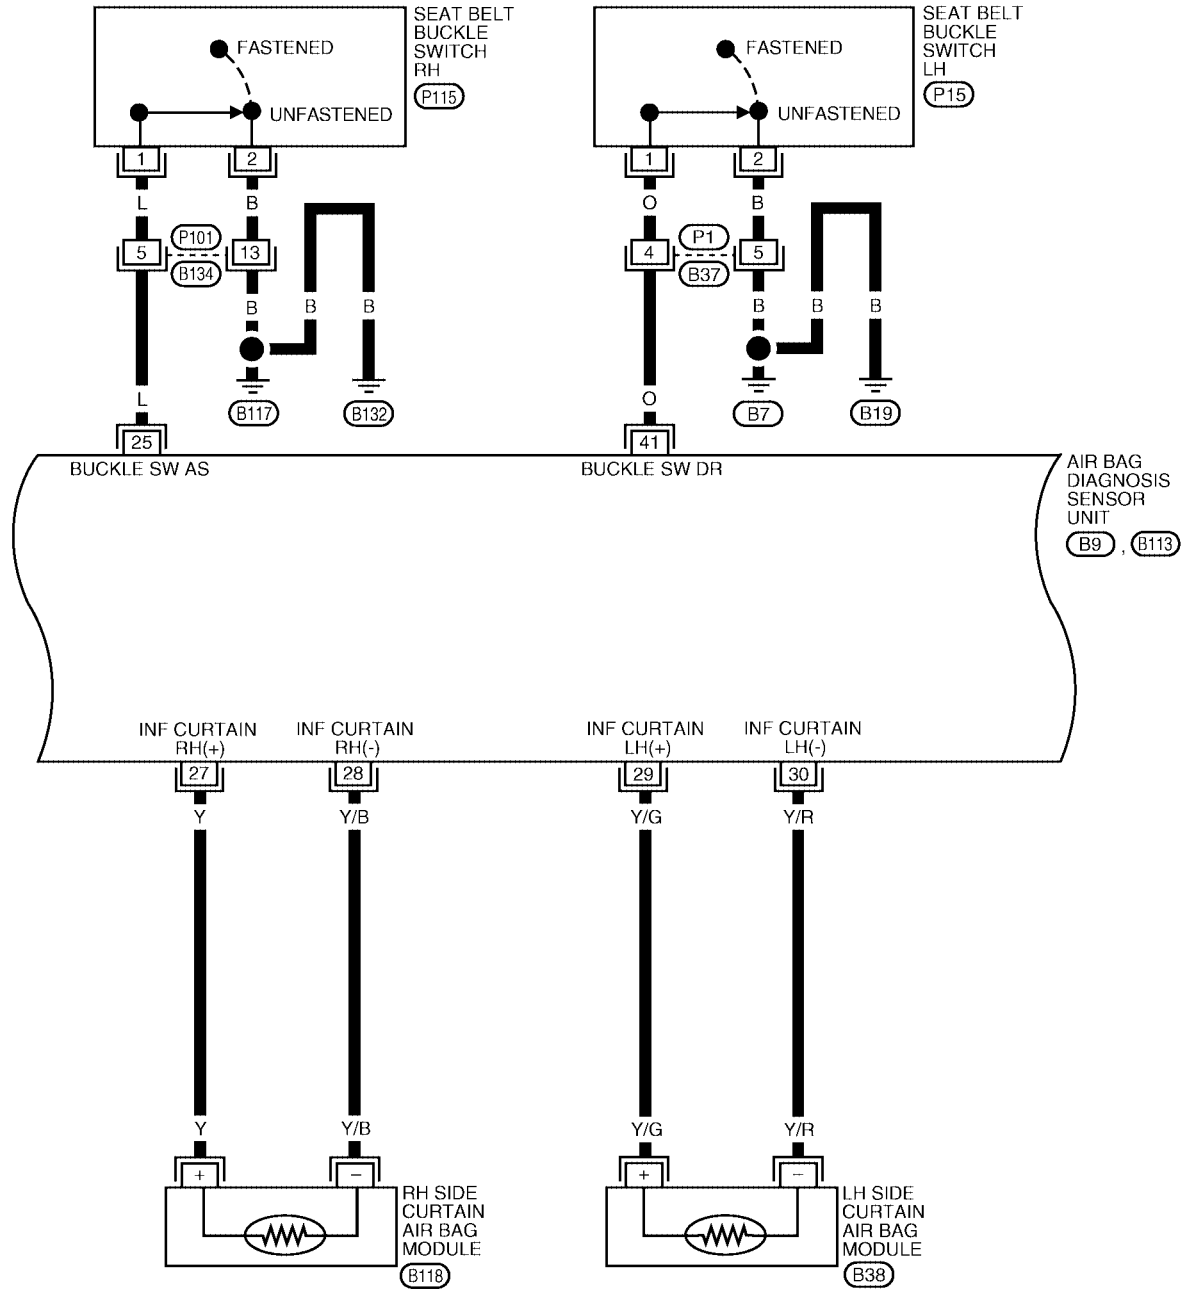 SEAT BELT
BUCKLE
SWITCH
RH
P115
FASTENED
UNFASTENED
SEAT BELT
BUCKLE
SWITCH
LH
P15
FASTENED
UNFASTENED
1 2
1 2
L B
O B
5 P101 13
B134
4 P1 5
B37
B B B
B B B
L
B117 B132
O
B7 B19
25
41
BUCKLE SW AS
BUCKLE SW DR
AIR BAG
DIAGNOSIS
SENSOR
UNIT
B9 , B113
INF CURTAIN
RH(+)
INF CURTAIN
RH(-)
INF CURTAIN
LH(+)
INF CURTAIN
LH(-)
27 28 29 30
Y Y/B Y/G Y/R
Y Y/B Y/G Y/R
+ − + −
RH SIDE
CURTAIN
AIR BAG
MODULE
B118
LH SIDE
CURTAIN
AIR BAG
MODULE
B38